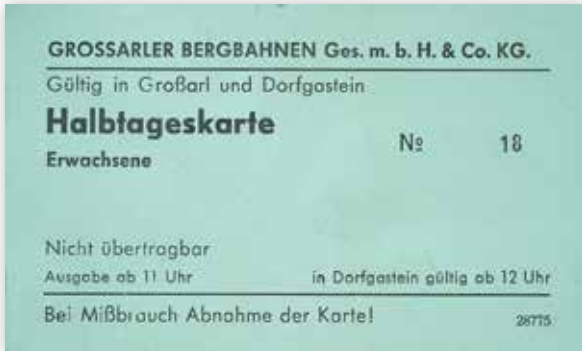 GROSSARLER BERGBAHNEN Ges. m. b. H. & Co. KG.
Gültig in Großarl und Dorfgastein
Halbtageskarte
Erwachsene
№ 18
Nicht übertragbar
Ausgabe ab 11 Uhr in Dorfgastein gültig ab 12 Uhr
Bei Mißbrauch Abnahme der Karte! 28775